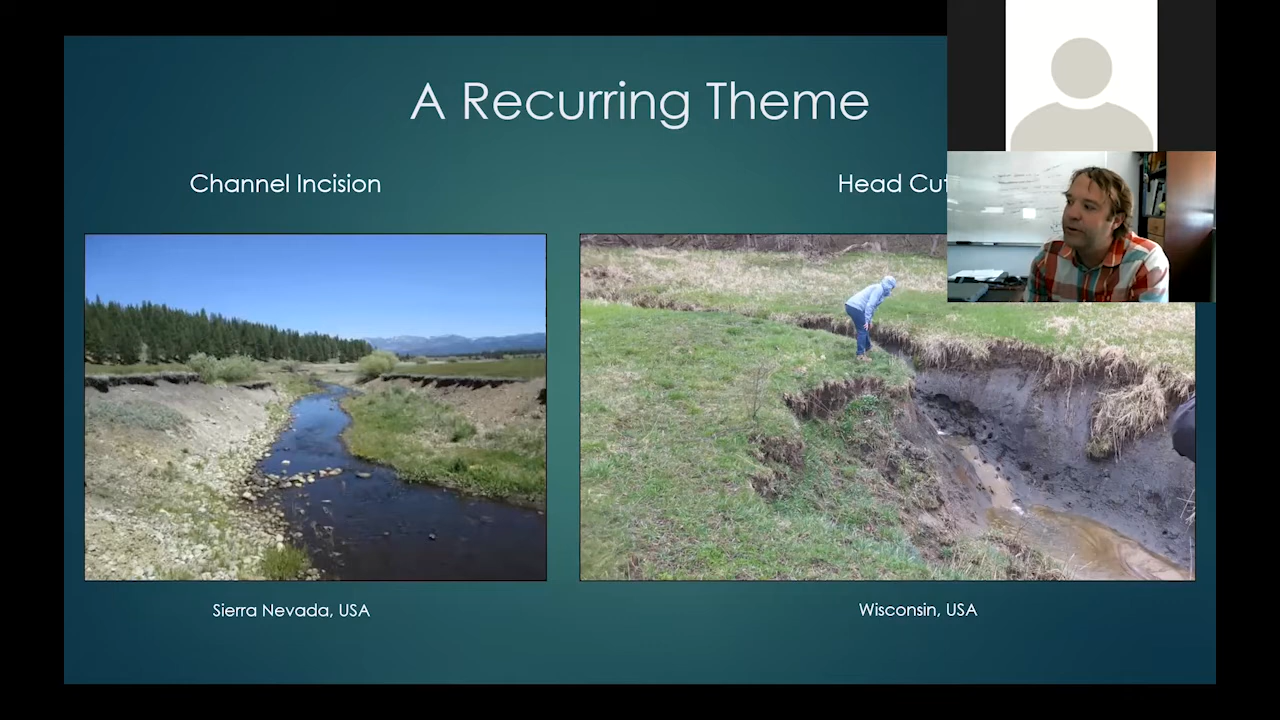 A Recurring Theme
Channel Incision
Head Cut
Sierra Nevada, USA
Wisconsin, USA